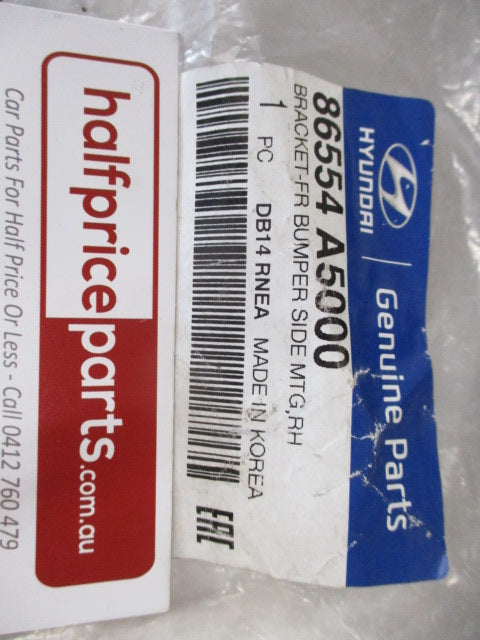 HYUNDAI | Genuine Parts
86554 A5000
BRACKET-FR BUMPER SIDE MTG,RH
1 PC DB14 RNEA MADE IN KOREA
EAC
halfpriceparts.com.au
Car Parts For Half Price Or Less - Call 0412 760 479